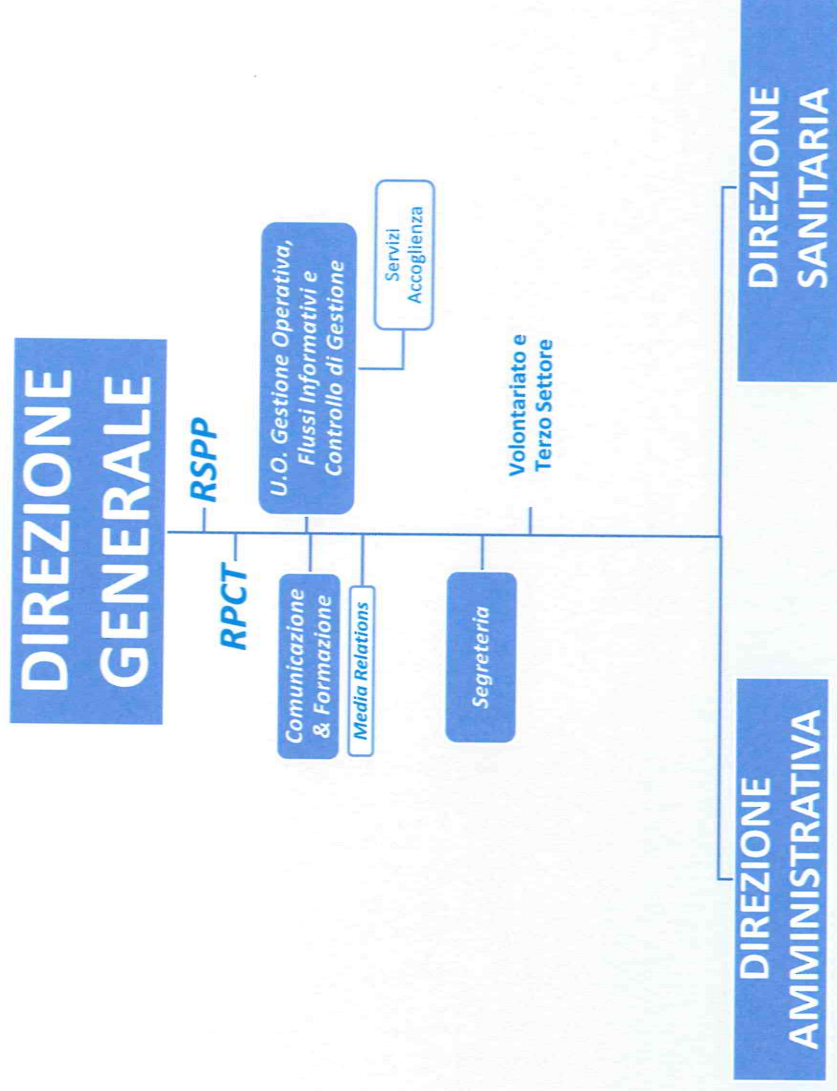 DIREZIONE
GENERALE
RSPP
RPCT
U.O. Gestione Operativa,
Flussi Informativi e
Controllo di Gestione
Servizi
Accoglienza
Comunicazione
& Formazione
Media Relations
Segreteria
Volontariato e
Terzo Settore
DIREZIONE
AMMINISTRATIVA
DIREZIONE
SANITARIA